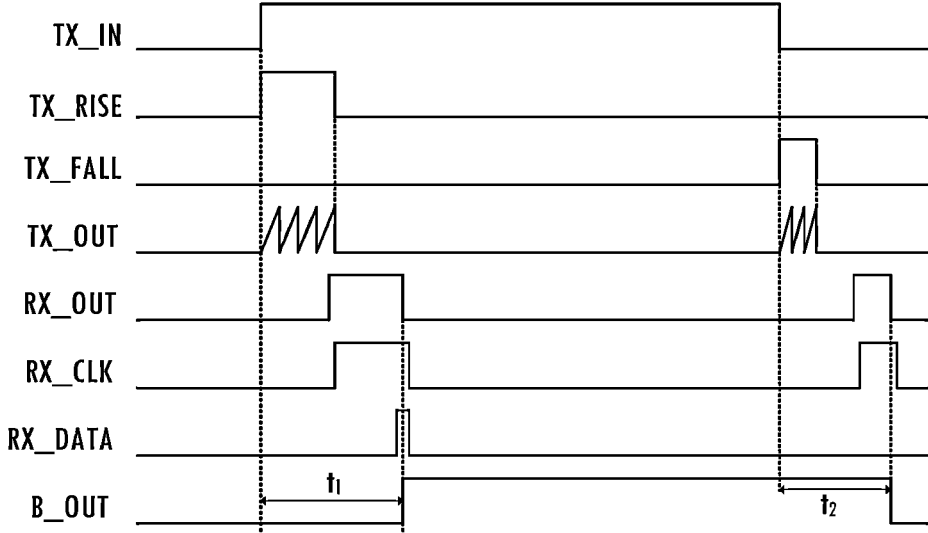 TX_IN
TX_RISE
TX_FALL
TX_OUT
RX_OUT
RX_CLK
RX_DATA
t1
t2
B_OUT